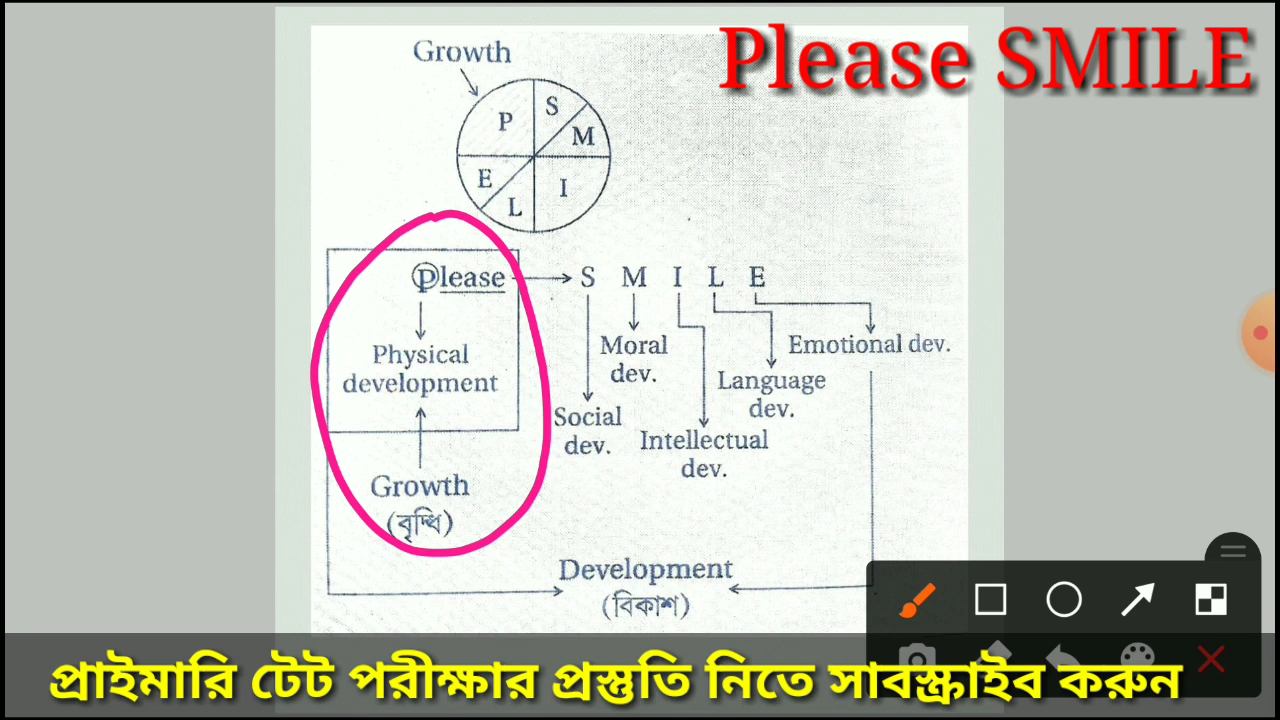 Please SMILE
Growth
P
S
M
E
I
L
Please → S M I L E
Physical
development
Moral
dev.
Emotional dev.
Language
dev.
Social
dev.
Intellectual
dev.
Growth
(বৃদ্ধি)
Development
(বিকাশ)
প্রাইমারি টেট পরীক্ষার প্রস্তুতি নিতে সাবস্ক্রাইব করুন